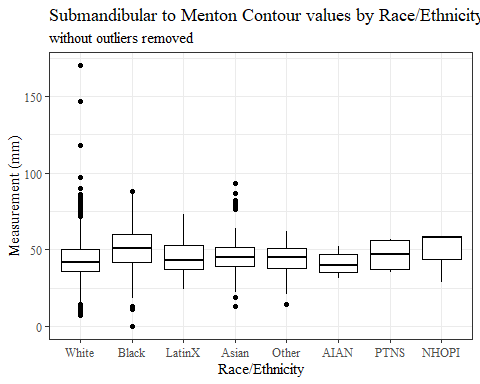 Submandibular to Menton Contour values by Race/Ethnicity
without outliers removed
Measurement (mm)
150
100
50
0
White Black LatinX Asian Other AIAN PTNS NHOPI
Race/Ethnicity